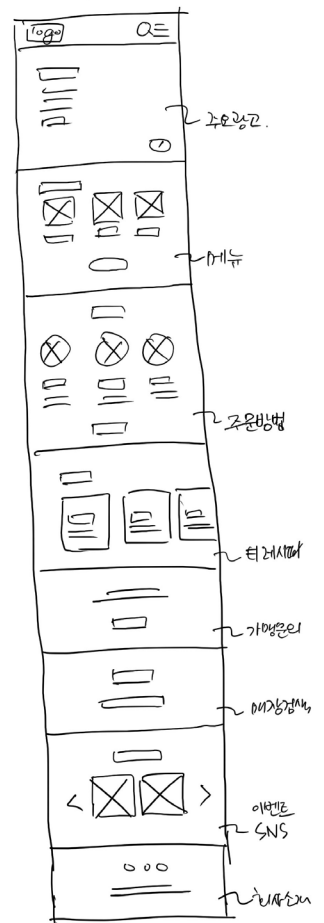 Logo
주요광고.
메뉴
주문방법
티레시피
가맹문의
매장검색
이벤트
SNS
회사소개